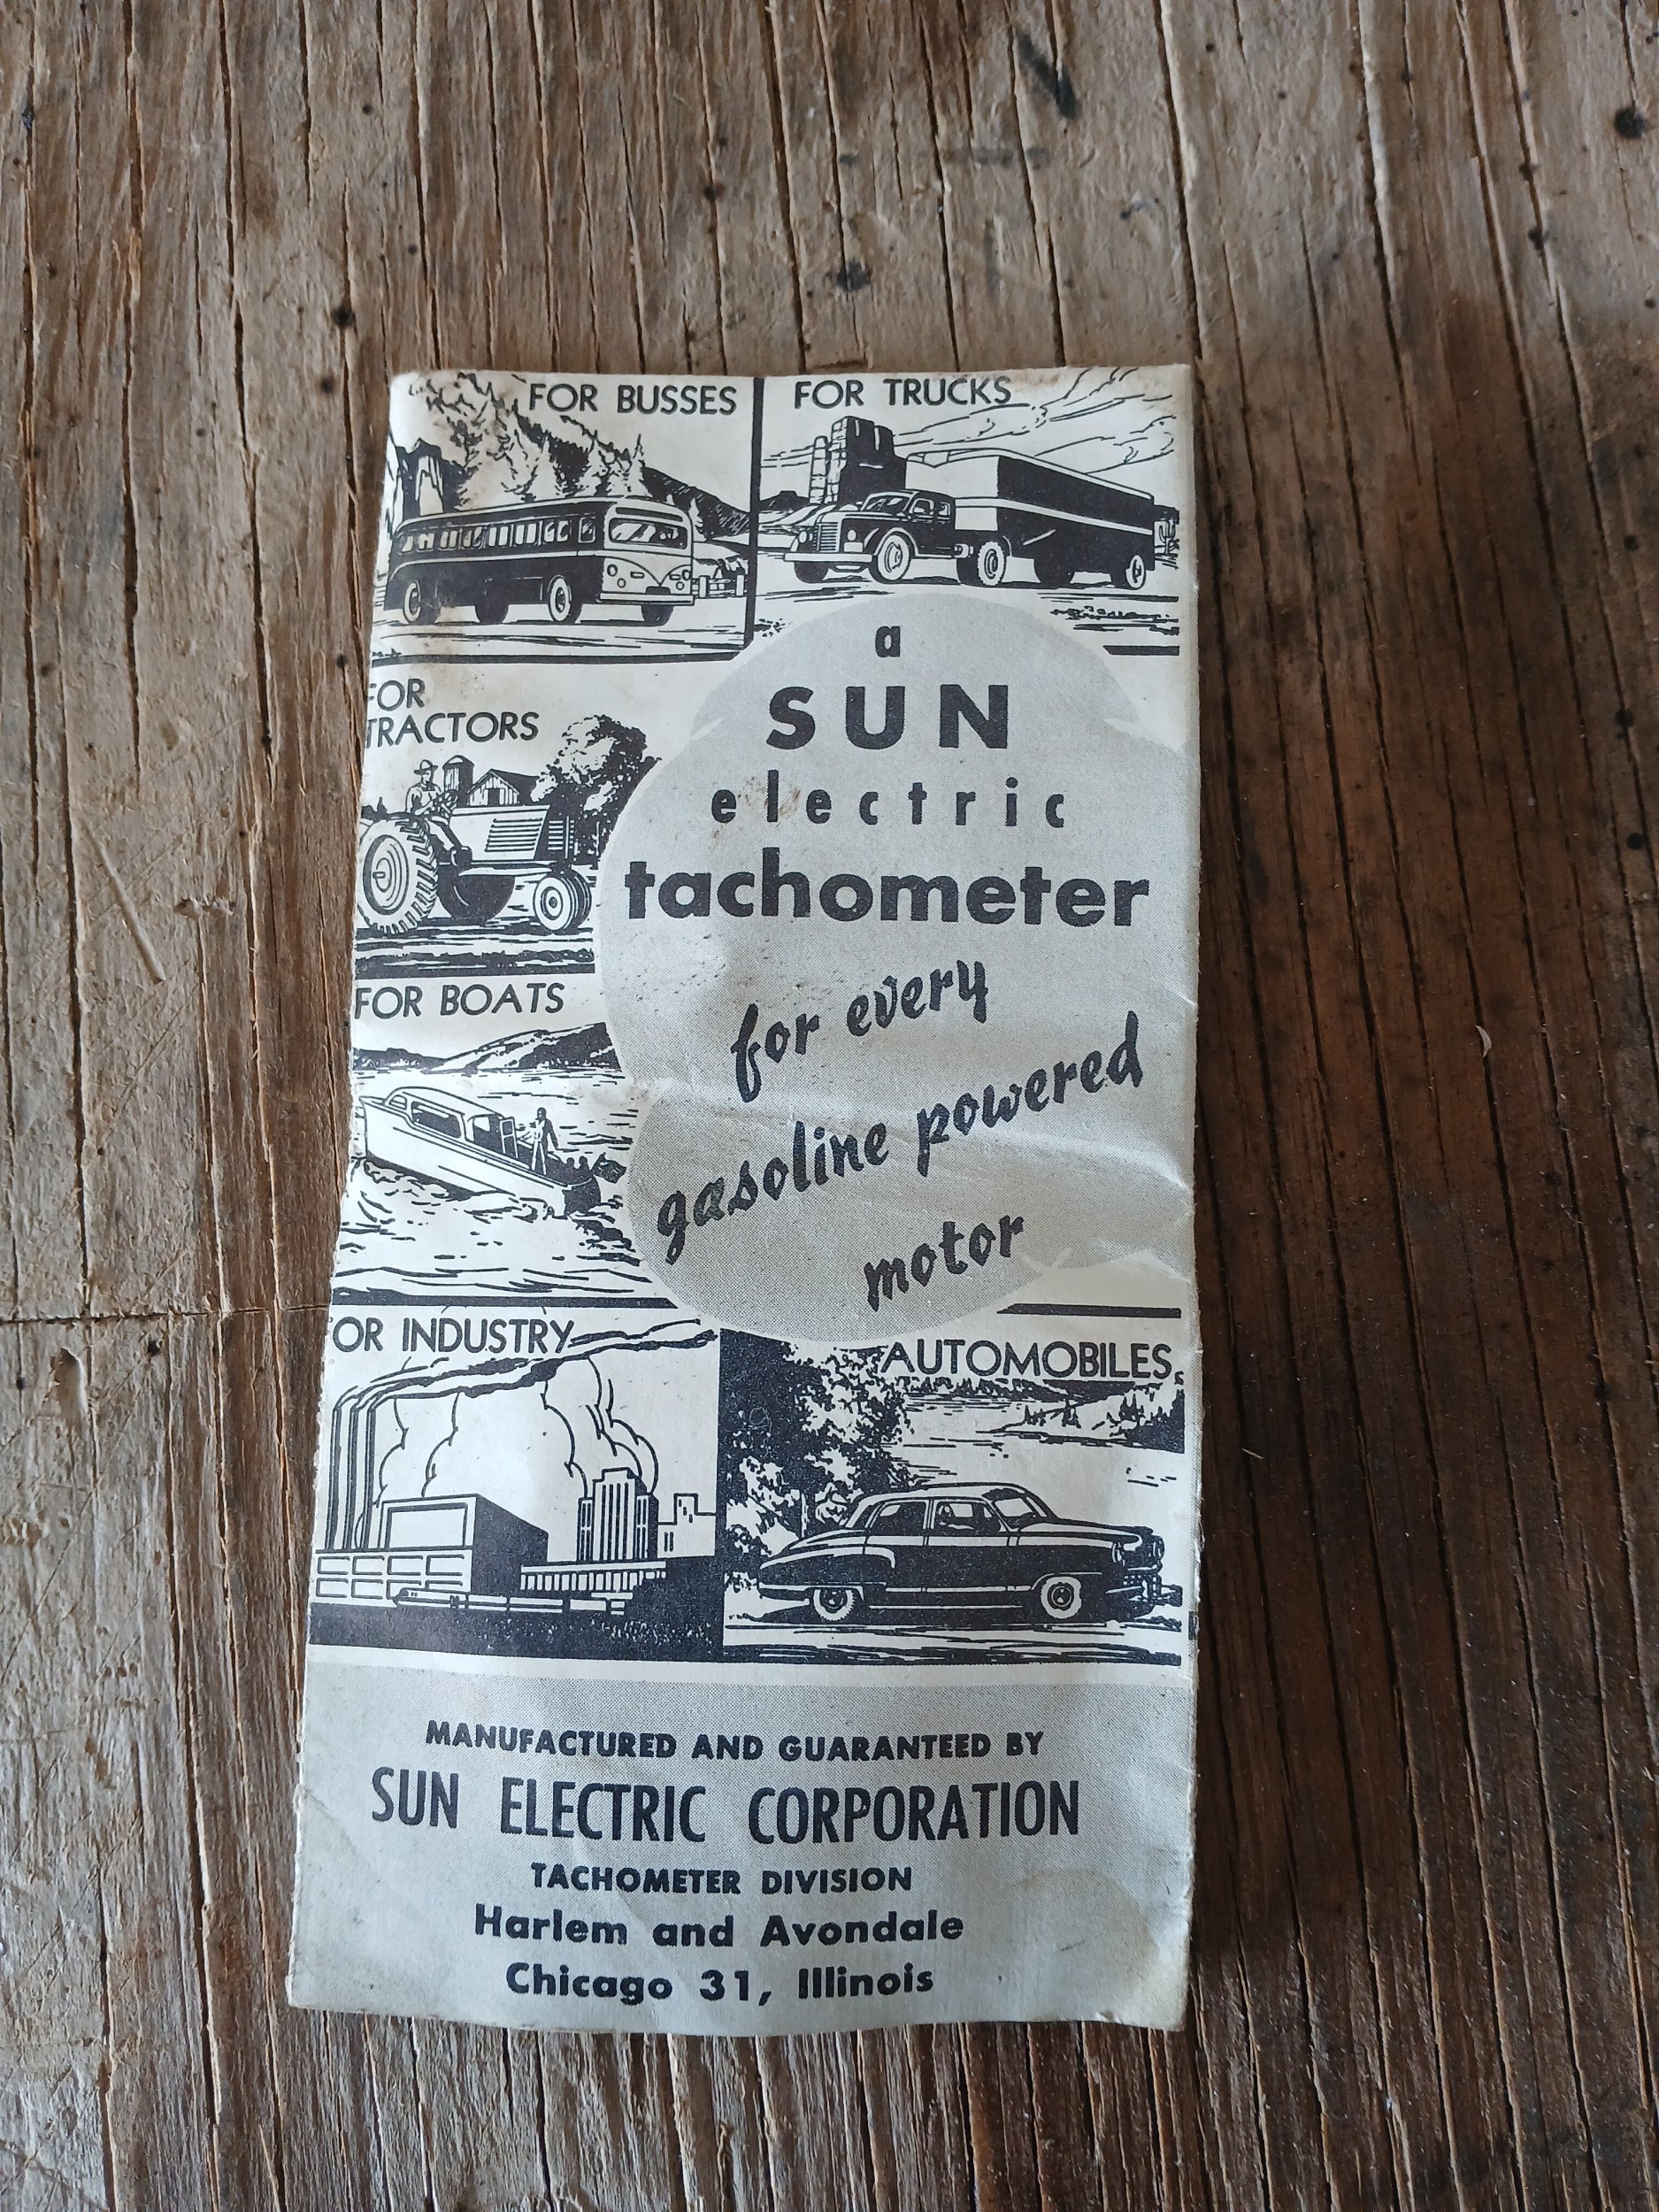 FOR BUSSES
FOR TRUCKS
a
SUN
electric
tachometer
for every
gasoline powered
motor
FOR
TRACTORS
FOR BOATS
OR INDUSTRY
AUTOMOBILES
MANUFACTURED AND GUARANTEED BY
SUN ELECTRIC CORPORATION
TACHOMETER DIVISION
Harlem and Avondale
Chicago 31, Illinois